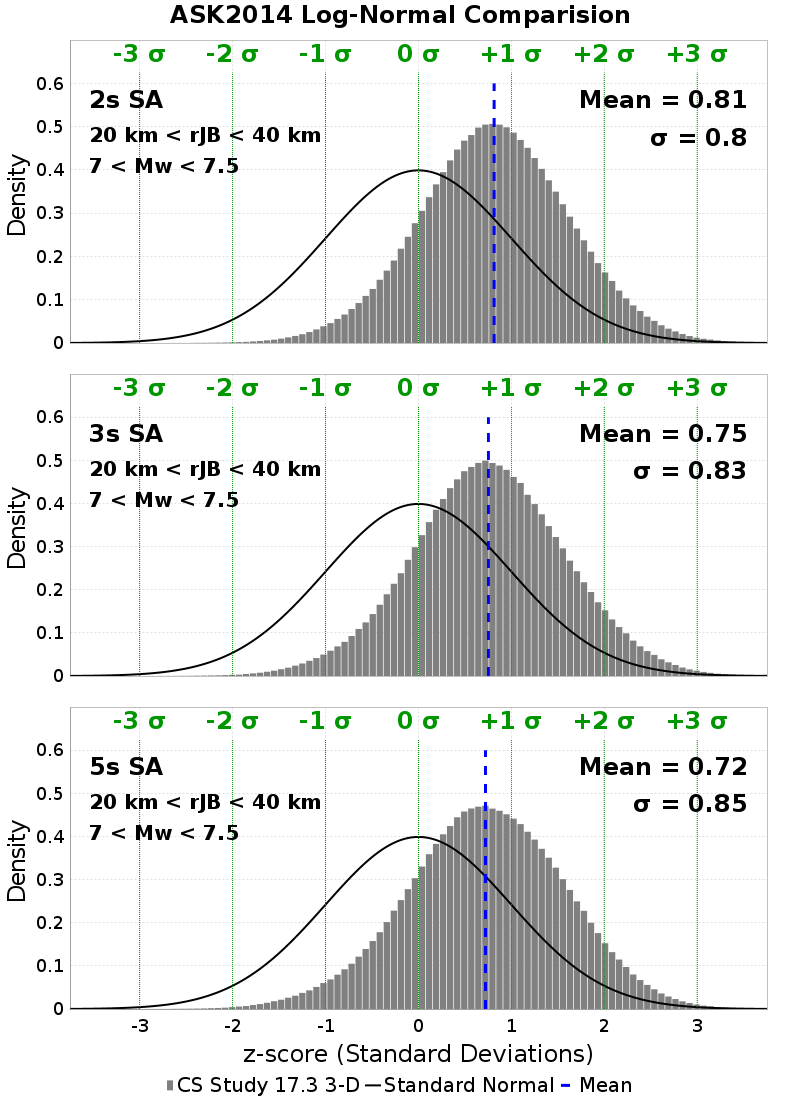 ASK2014 Log-Normal Comparision
-3 σ -2 σ -1 σ 0 σ +1 σ +2 σ +3 σ
2s SA
Mean = 0.81
20 km < rJB < 40 km
σ = 0.8
7 < Mw < 7.5
Density
0.6
0.5
0.4
0.3
0.2
0.1
0
-3 σ -2 σ -1 σ 0 σ +1 σ +2 σ +3 σ
3s SA
Mean = 0.75
20 km < rJB < 40 km
σ = 0.83
7 < Mw < 7.5
Density
0.6
0.5
0.4
0.3
0.2
0.1
0
-3 σ -2 σ -1 σ 0 σ +1 σ +2 σ +3 σ
5s SA
Mean = 0.72
20 km < rJB < 40 km
σ = 0.85
7 < Mw < 7.5
Density
0.6
0.5
0.4
0.3
0.2
0.1
0
-3 -2 -1 0 1 2 3
z-score (Standard Deviations)
CS Study 17.3 3-D Standard Normal Mean